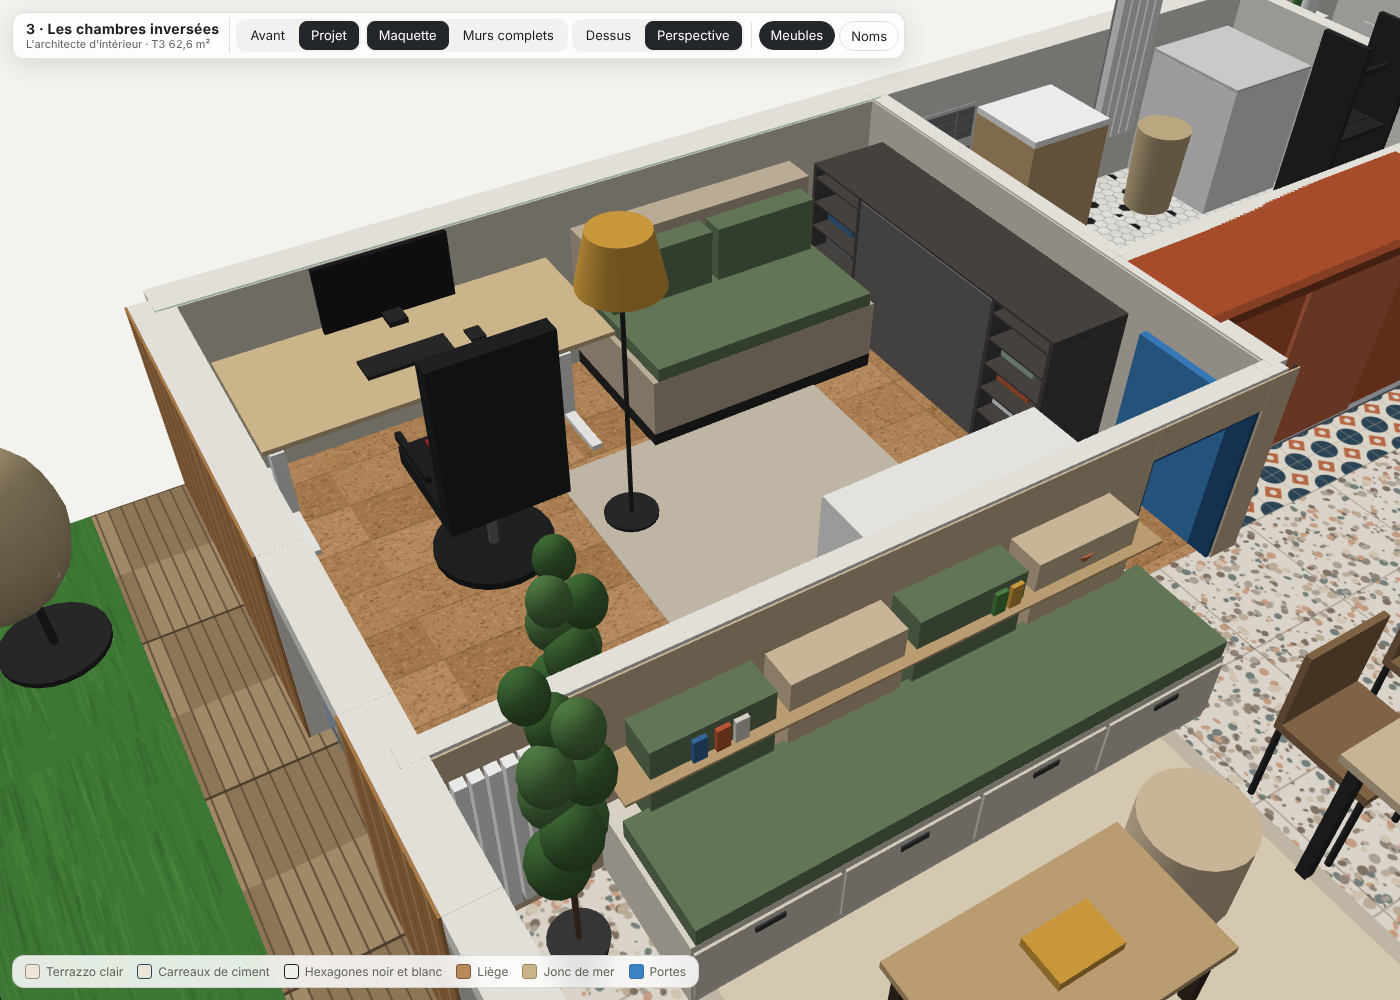 3 · Les chambres inversées
L'architecte d'intérieur · T3 62,6 m²
Avant Projet Maquette Murs complets Dessus Perspective Meubles Noms
Terrazzo clair Carreaux de ciment Hexagones noir et blanc Liège Jonc de mer Portes